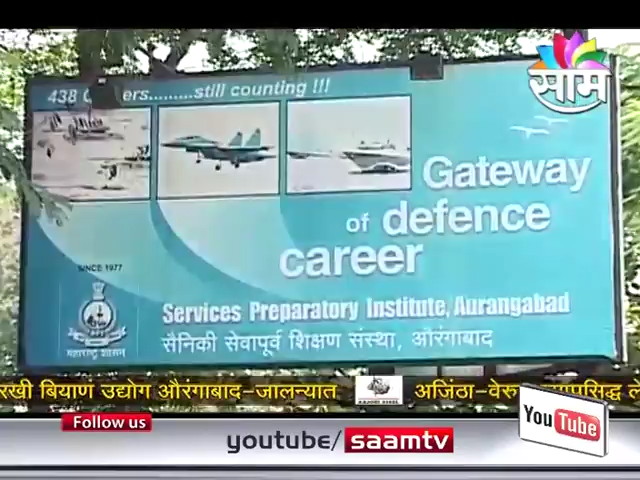 साम
438 .........still counting !!!
Gateway
of defence
career
SINCE 1977
महाराष्ट्र शासन
Services Preparatory Institute, Aurangabad
सैनिकी सेवापूर्व शिक्षण संस्था, औरंगाबाद
रखी बियाण उद्योग औरंगाबाद-जालन्यात अजिंठा-
Follow us
youtube/saamtv
YouTube